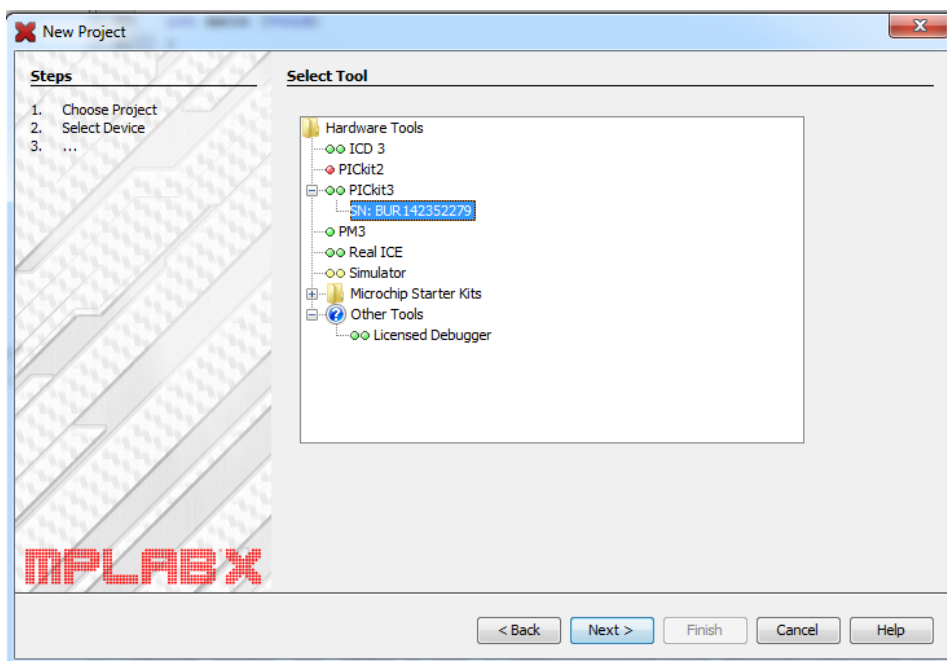 New Project
Steps
1. Choose Project
2. Select Device
3. ...
Select Tool
Hardware Tools
ICD 3
PICkit2
PICkit3
SN: BUR142352279
PM3
Real ICE
Simulator
Microchip Starter Kits
Other Tools
Licensed Debugger
MPLAB X
< Back Next > Finish Cancel Help